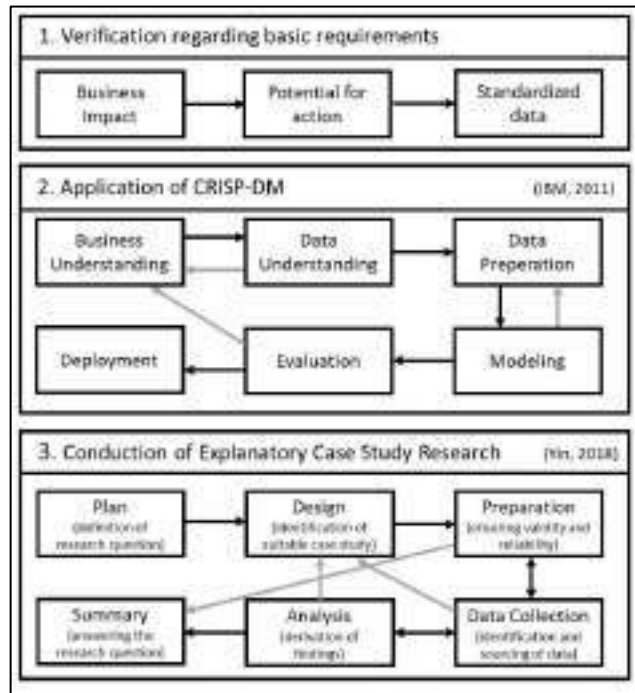 1. Verification regarding basic requirements
Business
Impact
Potential for
action
Standardized
data
2. Application of CRISP-DM
(IBM, 2011)
Business
Understanding
Data
Understanding
Data
Preperation
Deployment
Evaluation
Modeling
3. Conduction of Explanatory Case Study Research
(Yin, 2018)
Plan
(definition of
research question)
Design
(identification of
suitable case study)
Preparation
(ensuring validity and
reliability)
Summary
(answering the
research question)
Analysis
(derivation of
findings)
Data Collection
(identification and
sourcing of data)